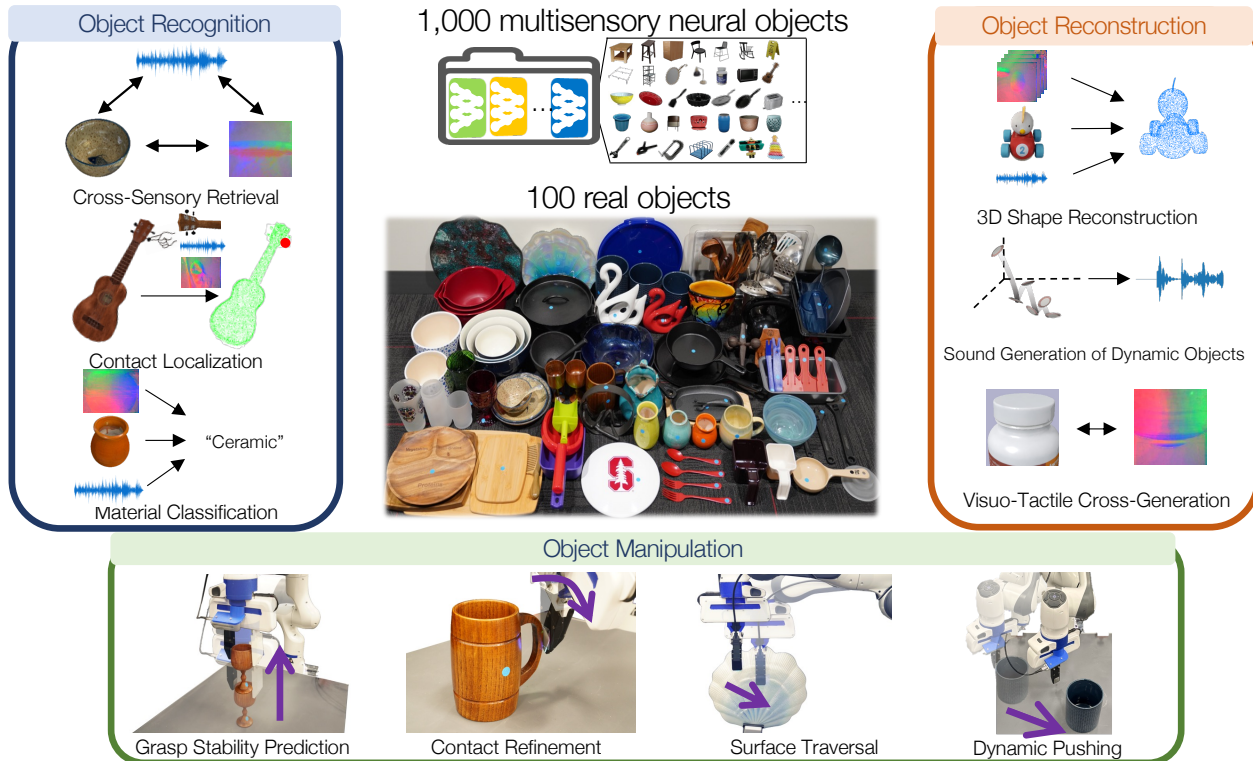 Object Recognition
Cross-Sensory Retrieval
Contact Localization
"Ceramic"
Material Classification
1,000 multisensory neural objects
...
...
100 real objects
S
Object Reconstruction
2
3D Shape Reconstruction
Sound Generation of Dynamic Objects
Visuo-Tactile Cross-Generation
Object Manipulation
Grasp Stability Prediction
Contact Refinement
Surface Traversal
Dynamic Pushing